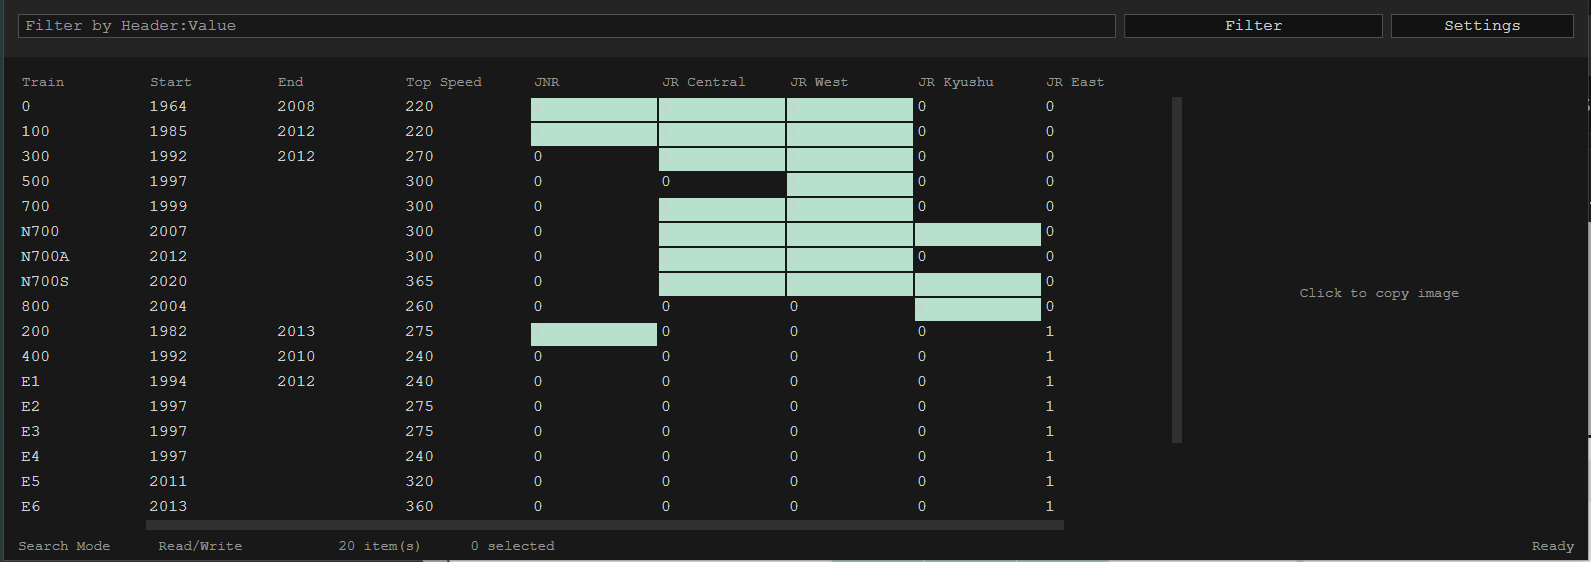 Filter by Header:Value Filter Settings
Train Start End Top Speed JNR JR Central JR West JR Kyushu JR East
0 1964 2008 220 0 0
100 1985 2012 220 0 0
300 1992 2012 270 0 0 0
500 1997 300 0 0 0 0
700 1999 300 0 0 0
N700 2007 300 0 0
N700A 2012 300 0 0 0
N700S 2020 365 0 0
Click to copy image
800 2004 260 0 0 0 0
200 1982 2013 275 0 0 0 1
400 1992 2010 240 0 0 0 0 1
E1 1994 2012 240 0 0 0 0 1
E2 1997 275 0 0 0 0 1
E3 1997 275 0 0 0 0 1
E4 1997 240 0 0 0 0 1
E5 2011 320 0 0 0 0 1
E6 2013 360 0 0 0 0 1
Search Mode Read/Write 20 item(s) 0 selected Ready